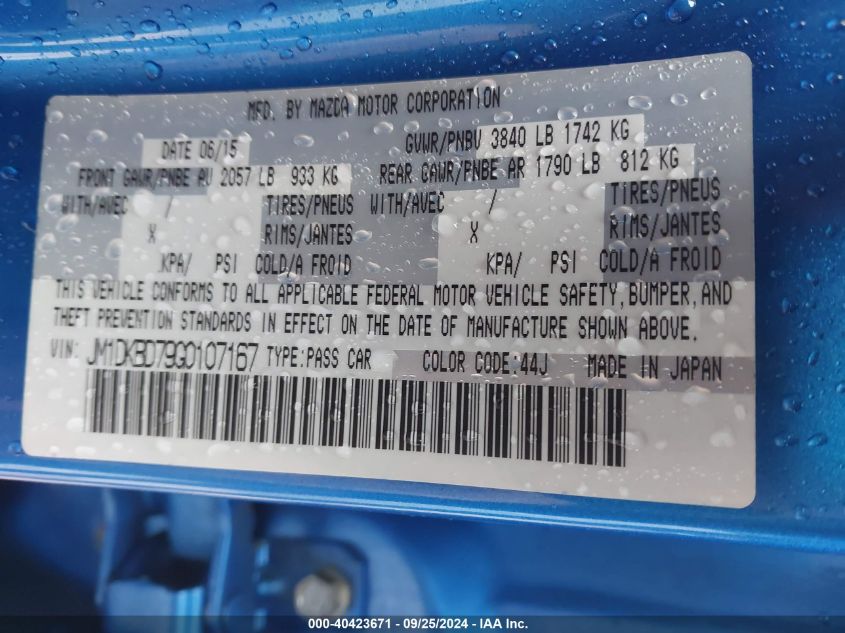 MFD. BY MAZDA MOTOR CORPORATION
DATE 06/15 GVWR/PNBV 3840 LB 1742 KG
FRONT GAWR/PNBE AV 2057 LB 933 KG REAR GAWR/PNBE AR 1790 LB 812 KG
WITH/AVEC / TIRES/PNEUS WITH/AVEC / TIRES/PNEUS
X RIMS/JANTES X RIMS/JANTES
KPA/ PSI COLD/A FROID KPA/ PSI COLD/A FROID
THIS VEHICLE CONFORMS TO ALL APPLICABLE FEDERAL MOTOR VEHICLE SAFETY, BUMPER, AND
THEFT PREVENTION STANDARDS IN EFFECT ON THE DATE OF MANUFACTURE SHOWN ABOVE.
VIN: JM1DKBD79G0107167 TYPE:PASS CAR COLOR CODE:44J MADE IN JAPAN
000-40423671 - 09/25/2024 - IAA Inc.